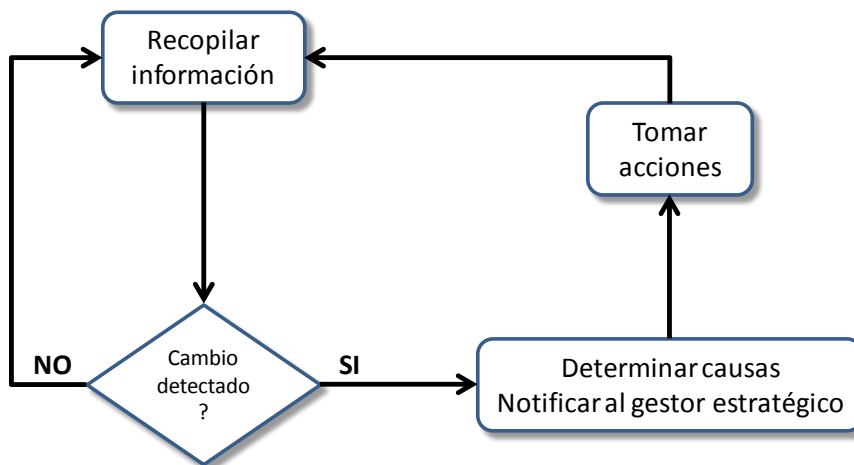 Recopilar
información
Tomar
acciones
NO
Cambio
detectado
?
SI
Determinar causas
Notificar al gestor estratégico